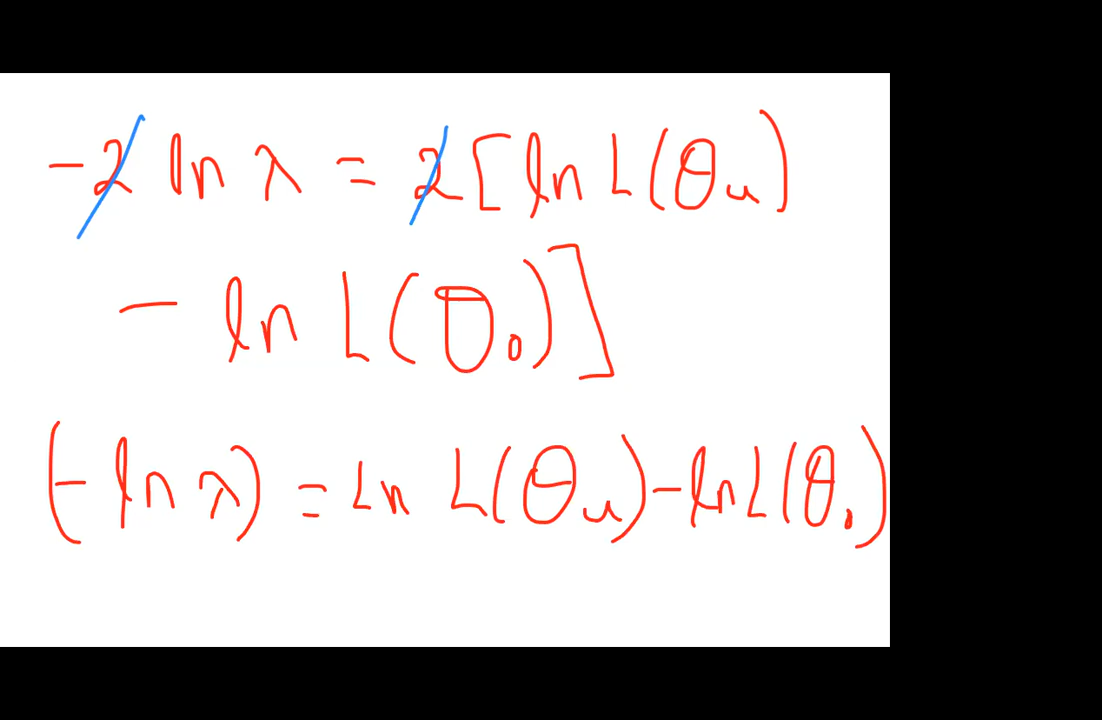 -2 ln λ = 2[ln L(θu)
- ln L(θ0)]
(-ln λ) = Ln L(θu)-ln L(θ0)